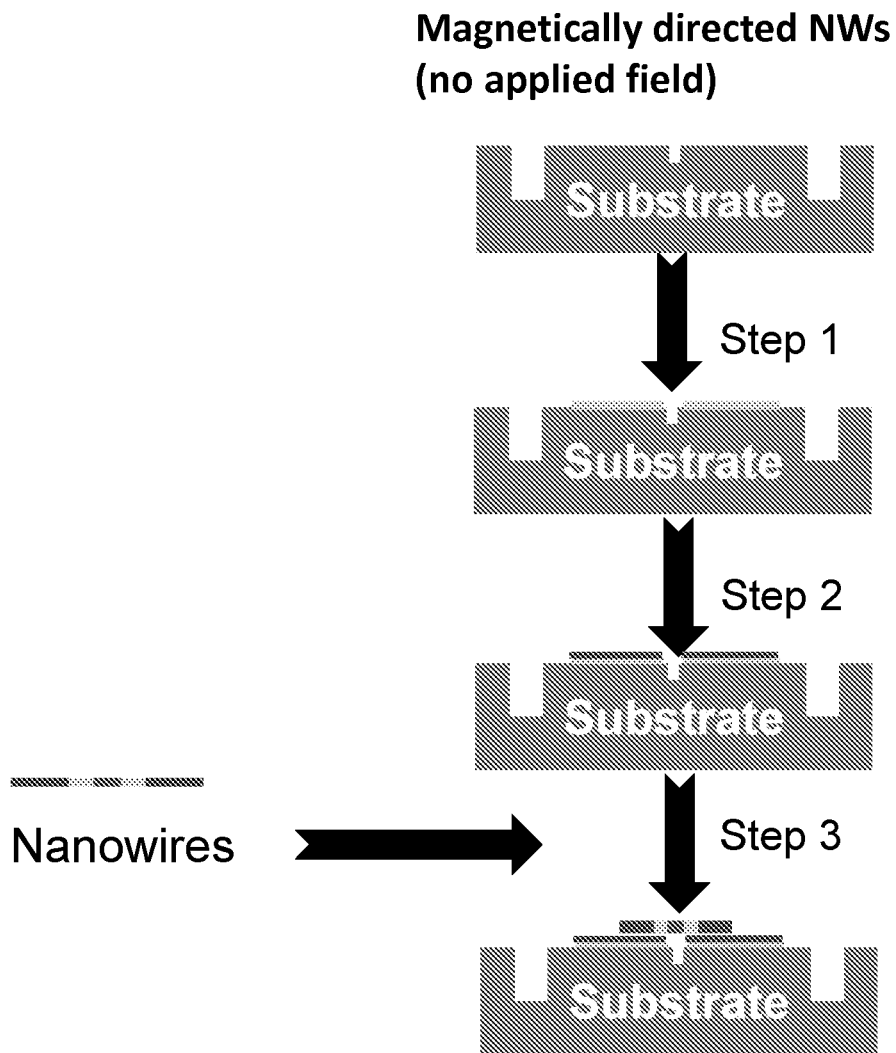 Magnetically directed NWs
(no applied field)
Substrate
Step 1
Substrate
Step 2
Substrate
Nanowires
Step 3
Substrate